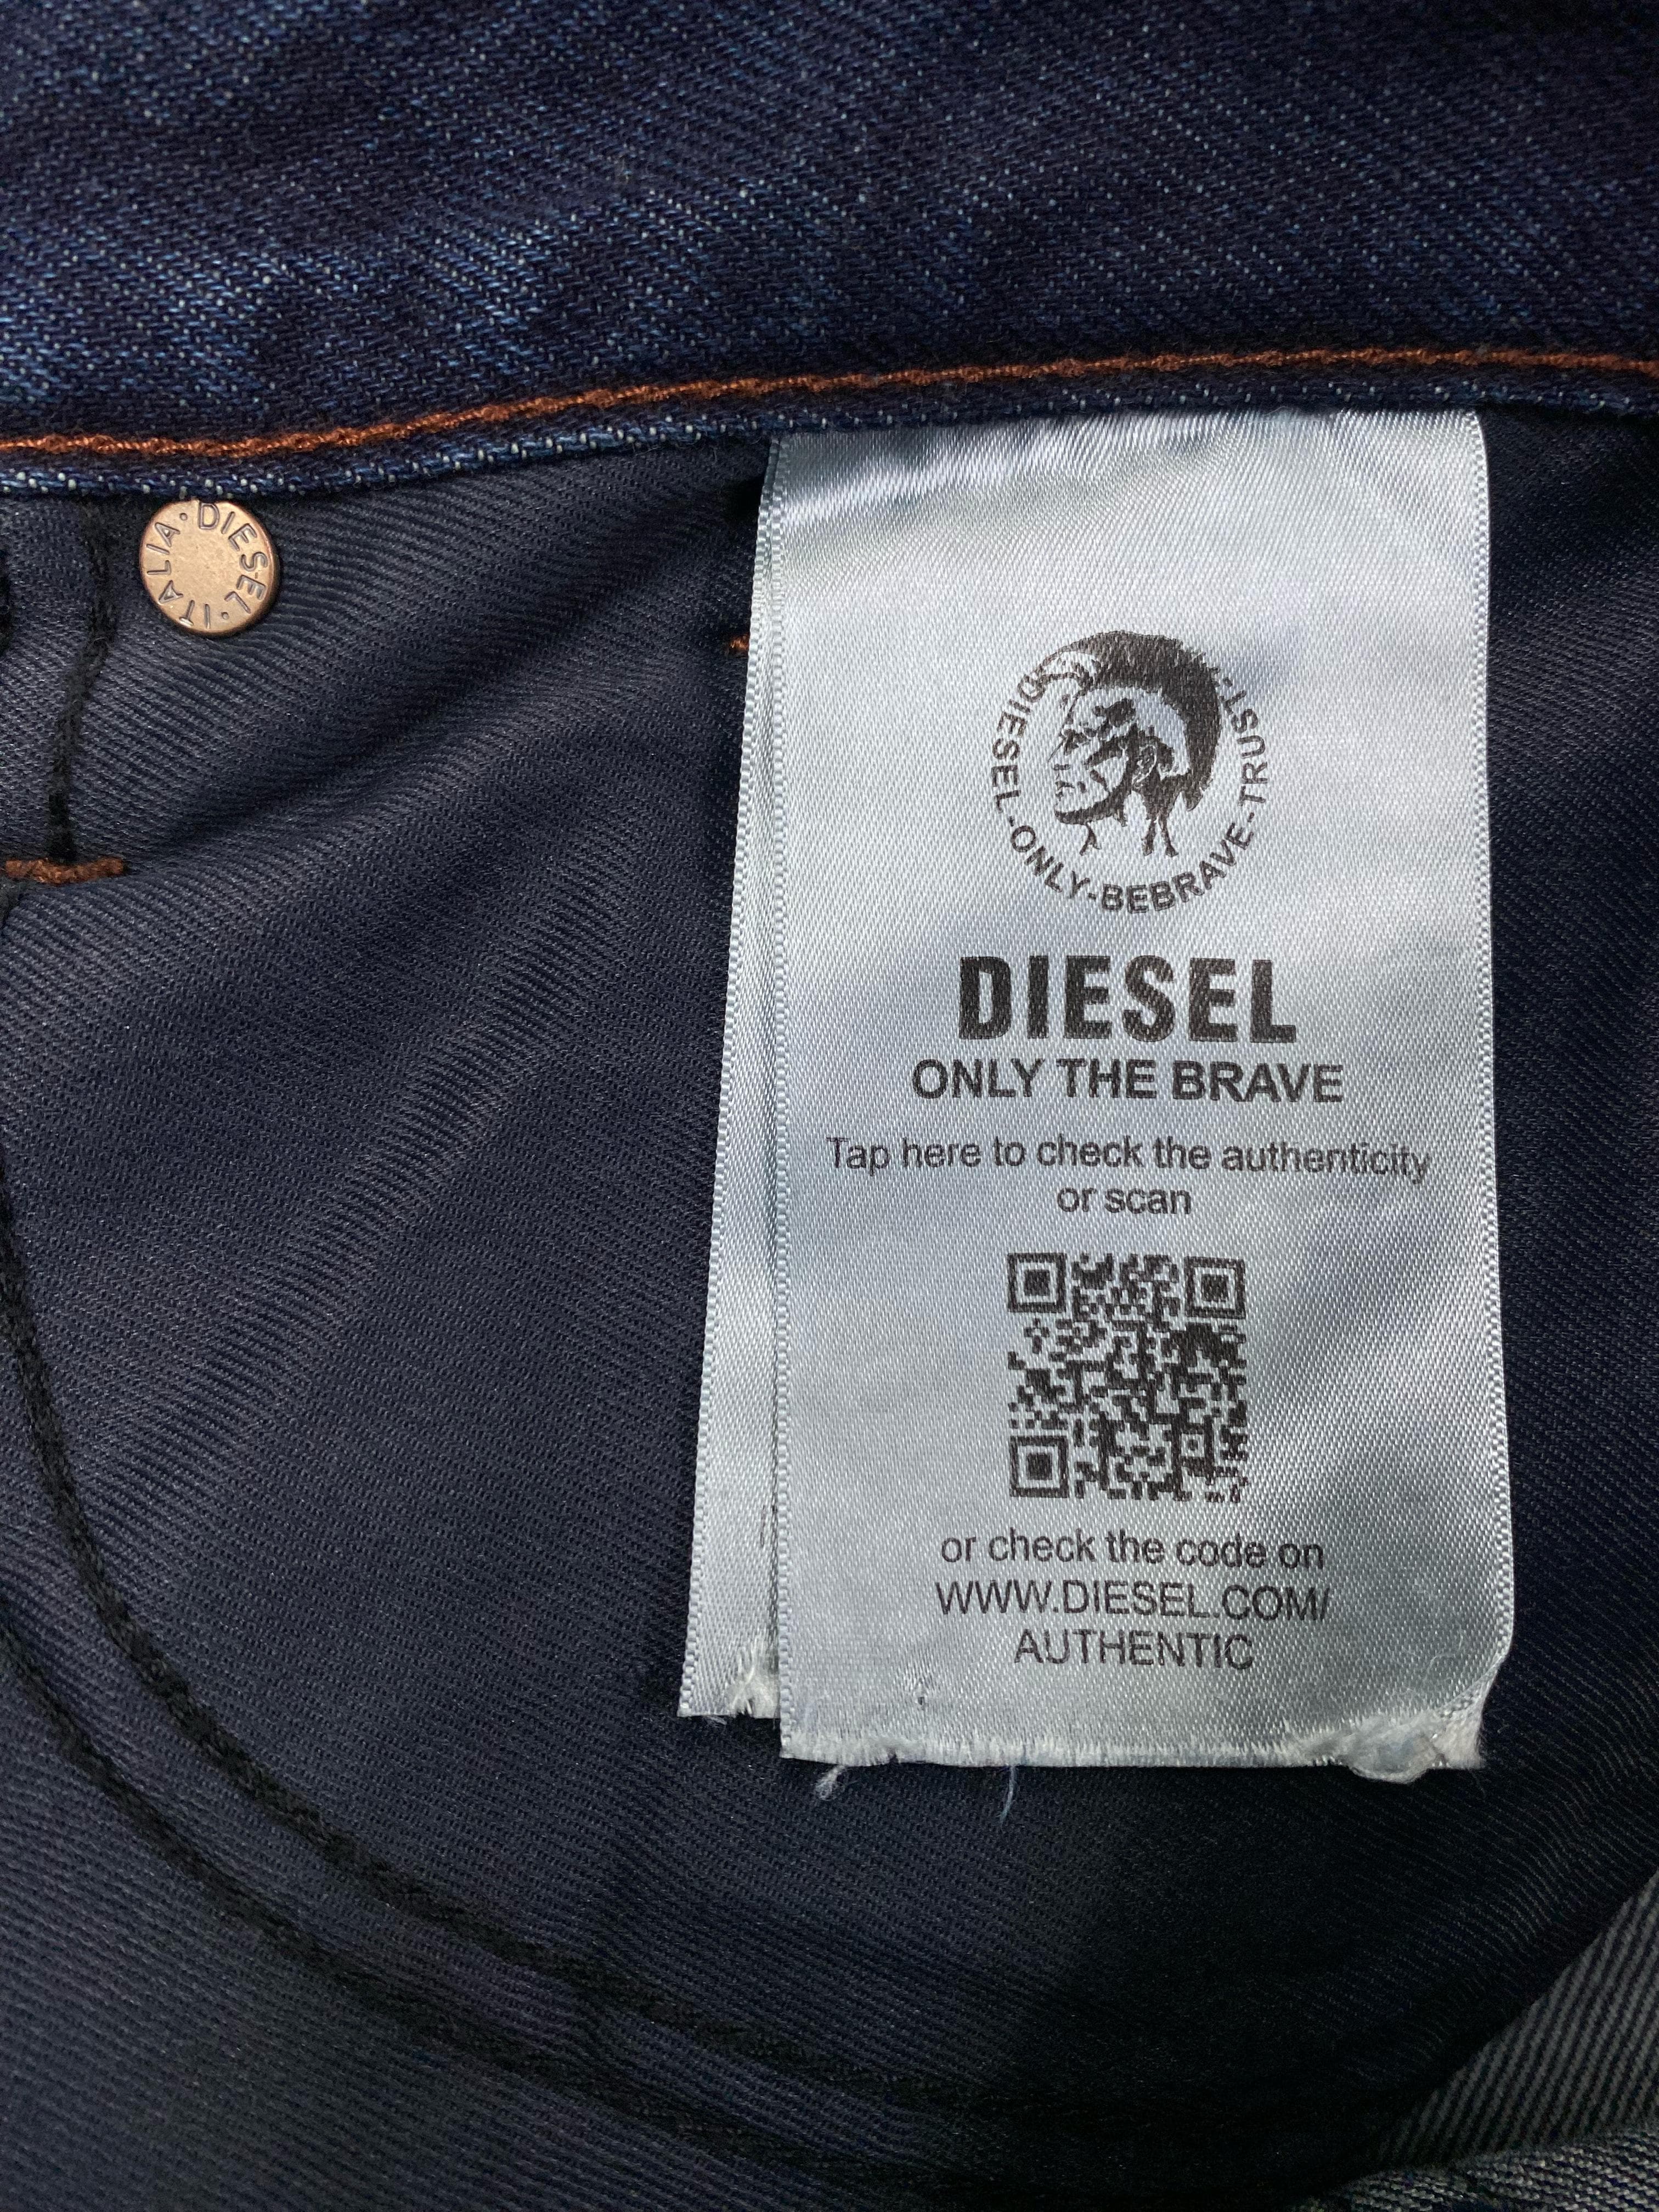 DIESEL · ITALIA ·
DIESEL-ONLY-BEBRAVE-TRUST-
DIESEL
ONLY THE BRAVE
Tap here to check the authenticity
or scan
or check the code on
WWW.DIESEL.COM/
AUTHENTIC